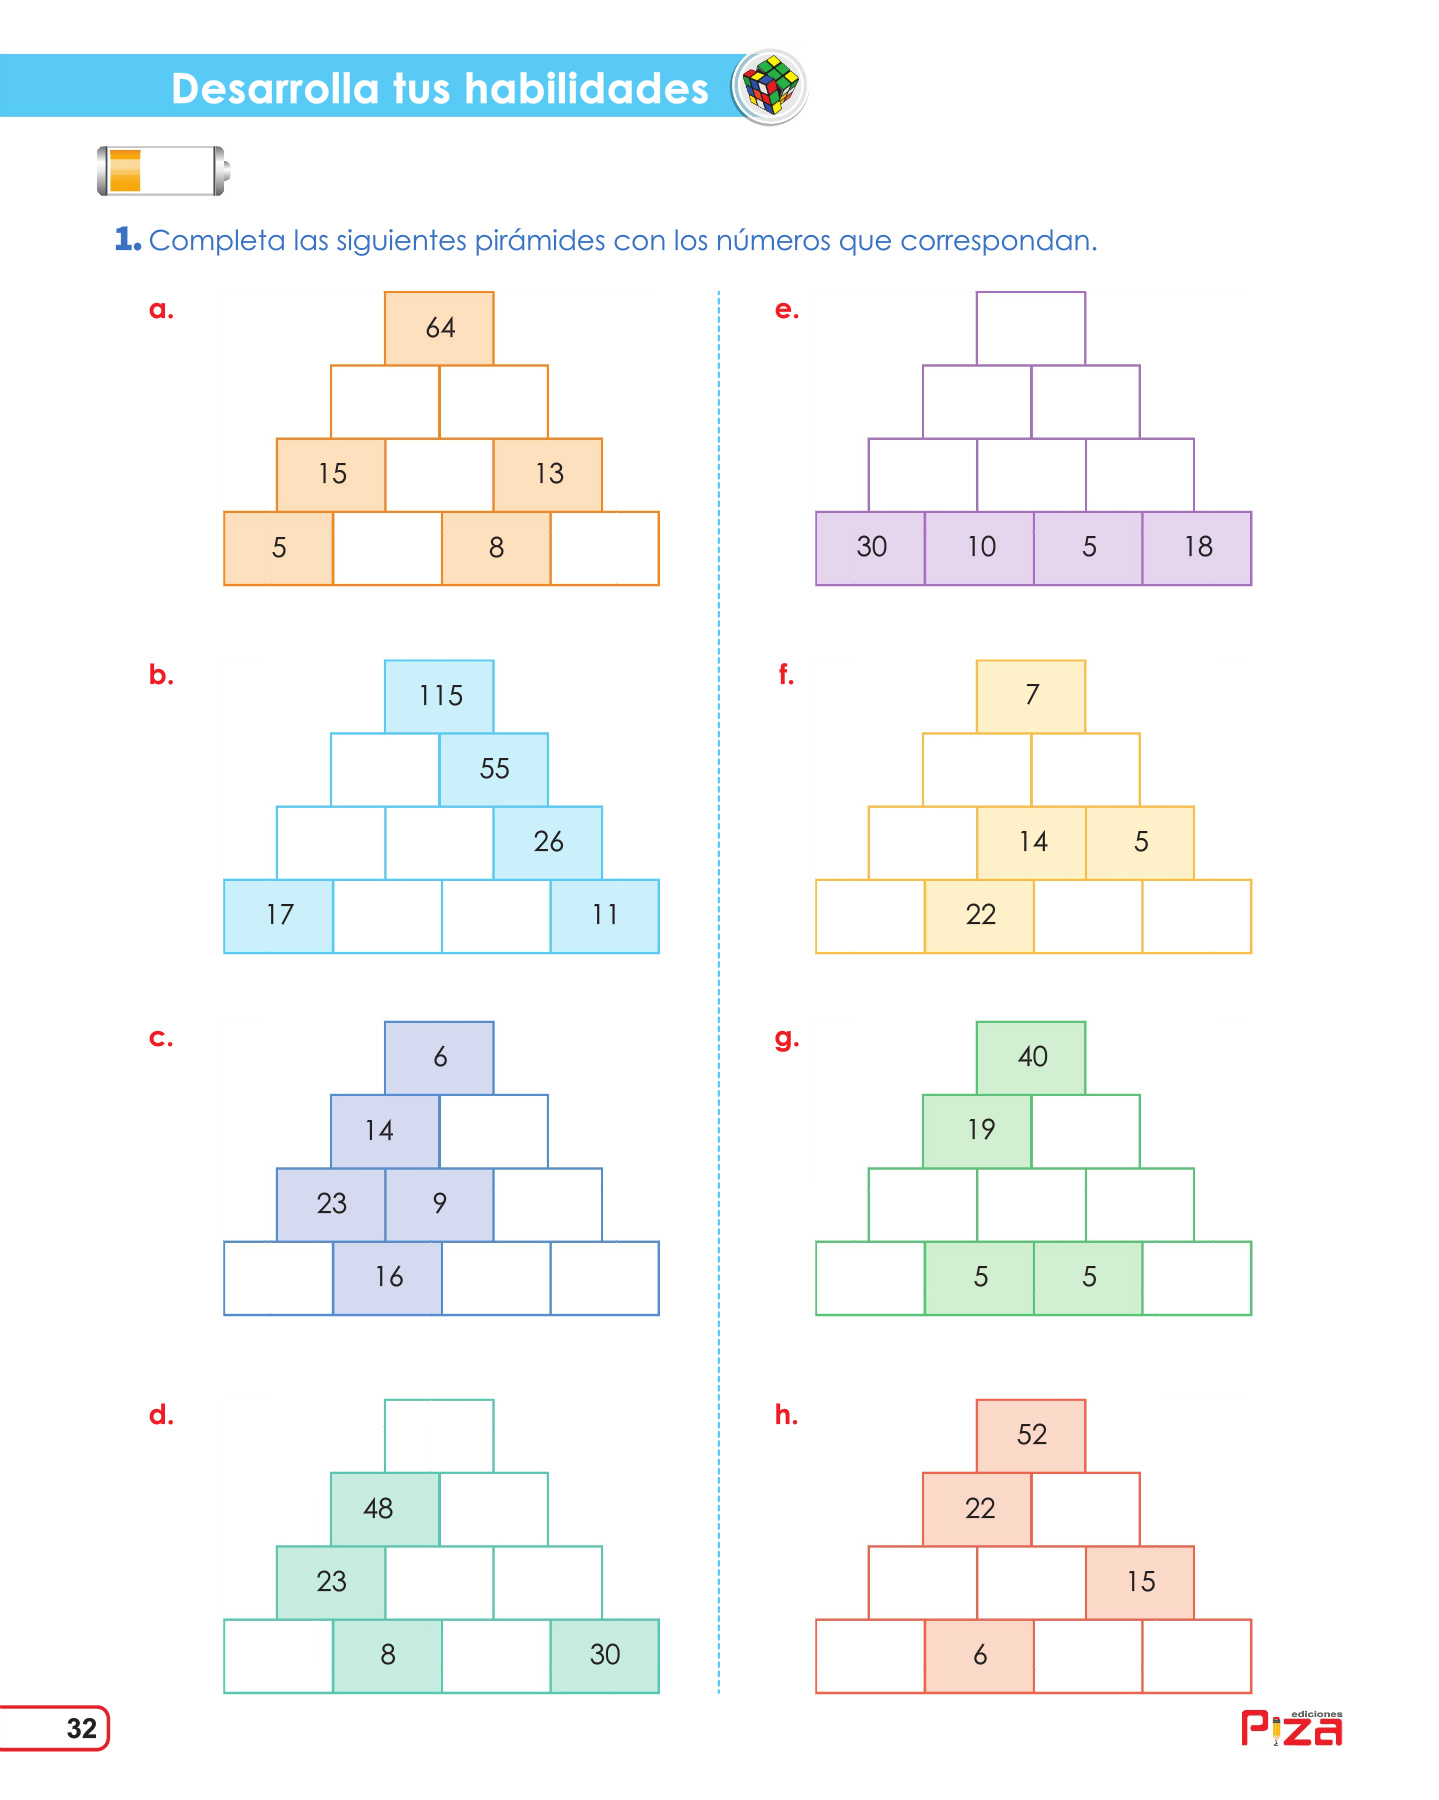 Desarrolla tus habilidades
1. Completa las siguientes pirámides con los números que correspondan.
a.
64
15 13
5 8
b.
115
55
26
17 11
c.
6
14
23 9
16
d.
48
23
8 30
e.
30 10 5 18
f.
7
14 5
22
g.
40
19
5 5
h.
52
22
15
6
32
ediciones
Piza